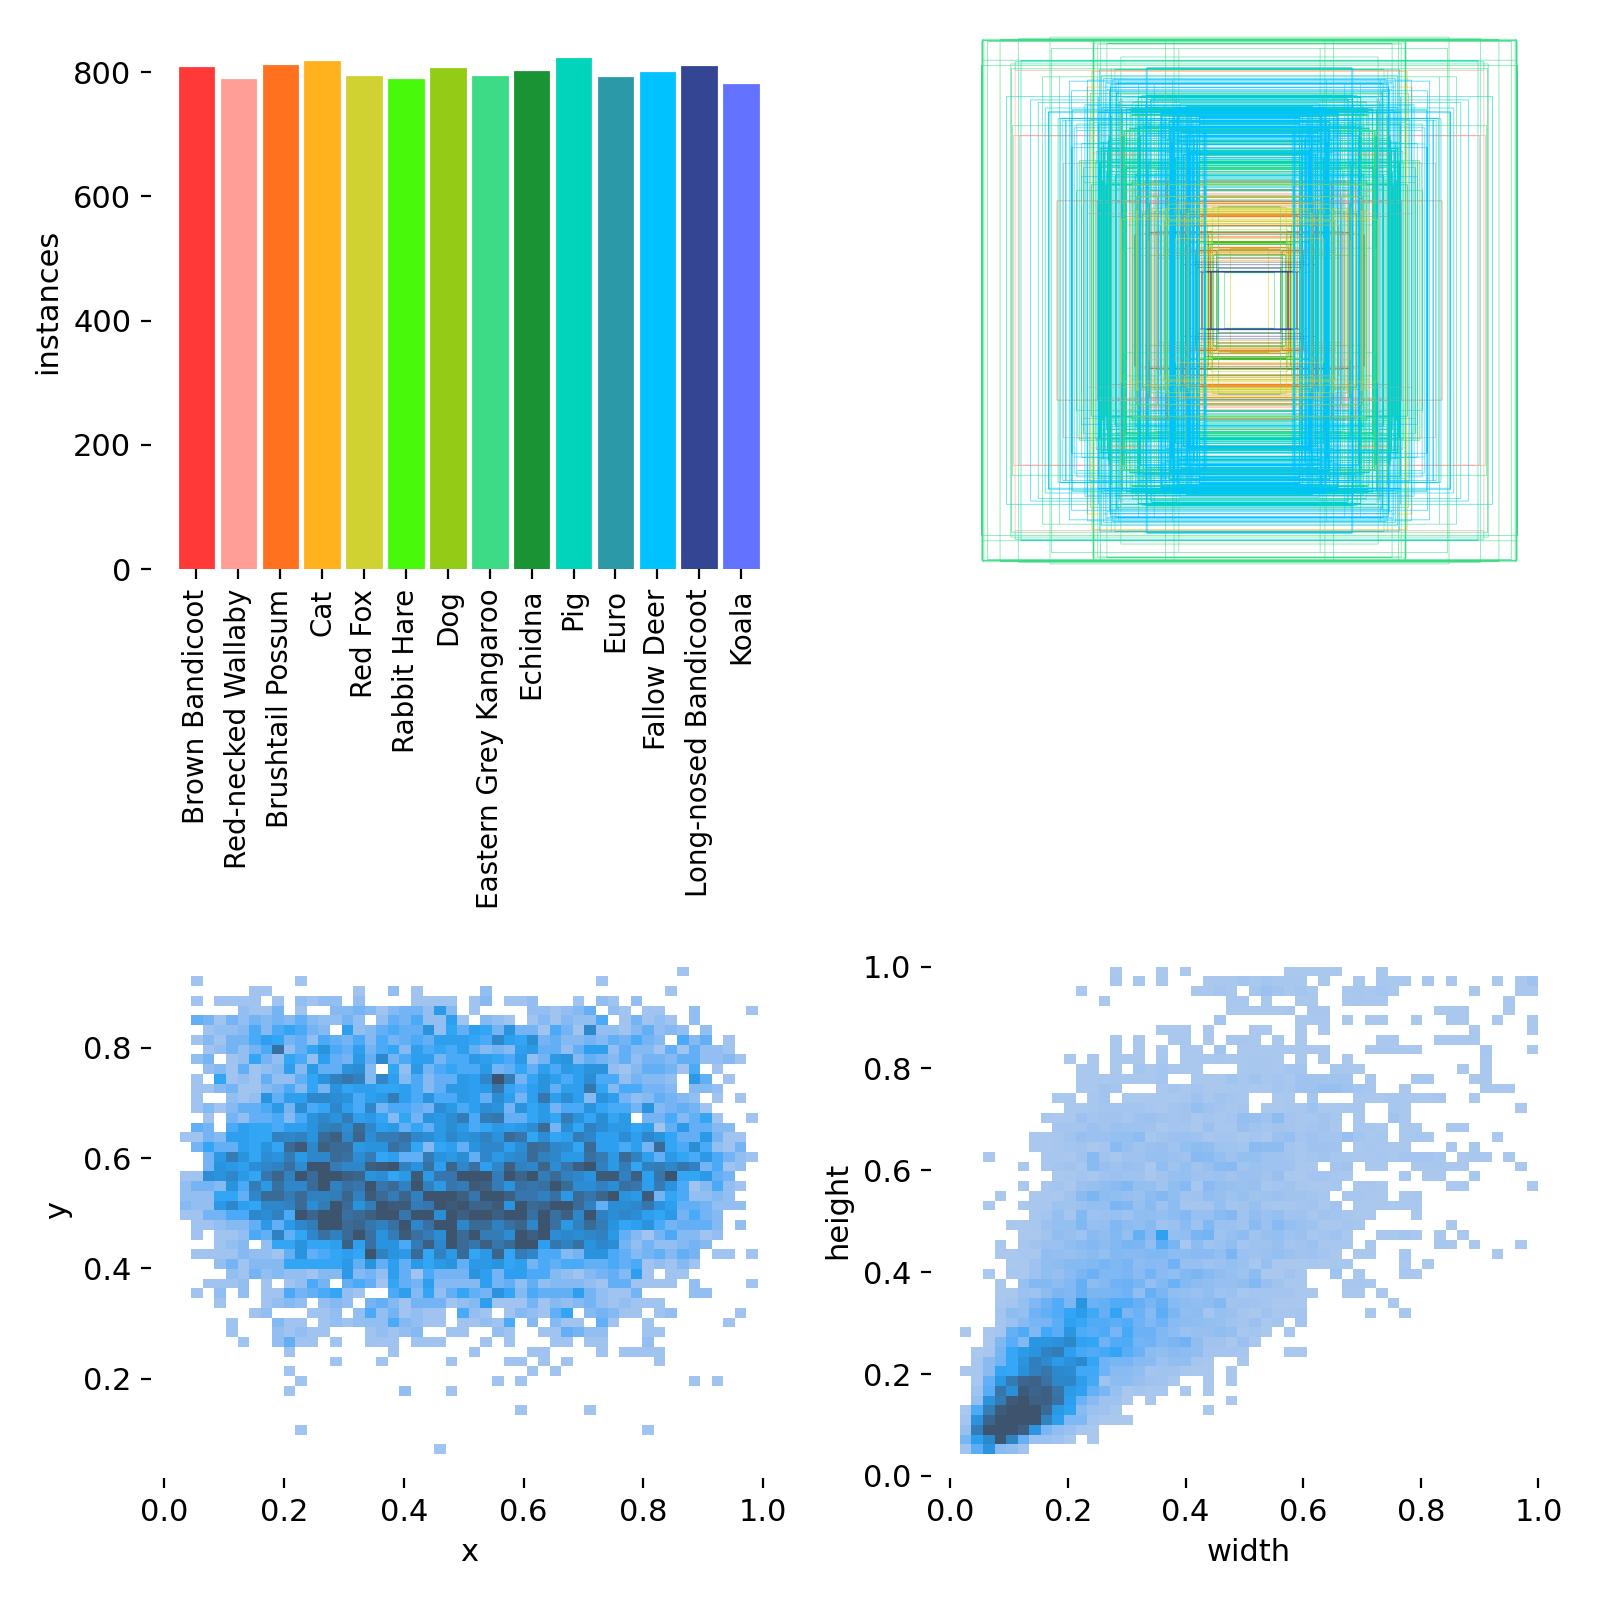 800
600
400
200
0
instances
Brown Bandicoot
Red-necked Wallaby
Brushtail Possum
Cat
Red Fox
Rabbit Hare
Dog
Eastern Grey Kangaroo
Echidna
Pig
Euro
Fallow Deer
Long-nosed Bandicoot
Koala
0.8
0.6
0.4
0.2
y
0.0 0.2 0.4 0.6 0.8 1.0
x
1.0
0.8
0.6
0.4
0.2
0.0
height
0.0 0.2 0.4 0.6 0.8 1.0
width